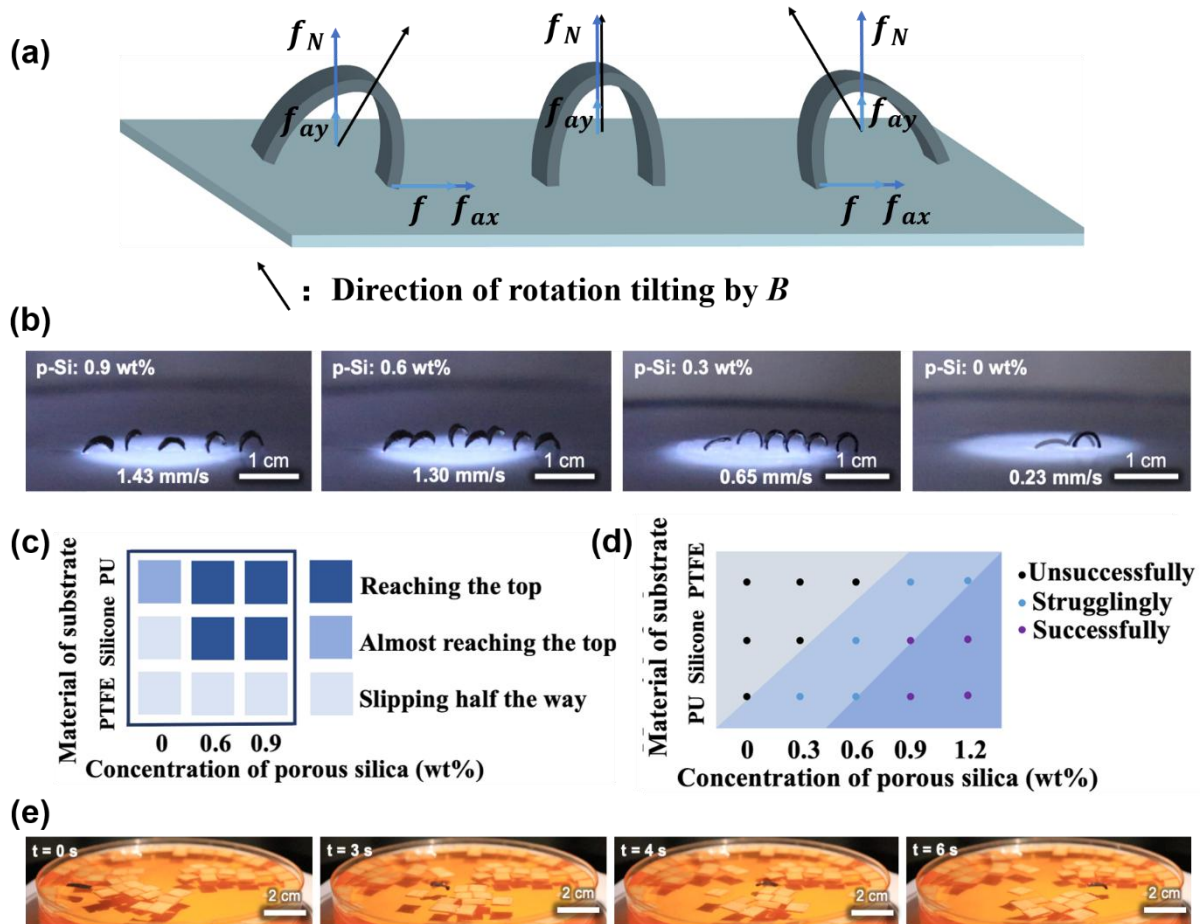 (a)
f_N
f_ay
f f_ax
f_N
f_ay
f_N
f_ay
f f_ax
: Direction of rotation tilting by B
(b)
p-Si: 0.9 wt%
1.43 mm/s
1 cm
p-Si: 0.6 wt%
1.30 mm/s
1 cm
p-Si: 0.3 wt%
0.65 mm/s
1 cm
p-Si: 0 wt%
0.23 mm/s
1 cm
(c)
Material of substrate
PTFE Silicone PU
Reaching the top
Almost reaching the top
Slipping half the way
0 0.6 0.9
Concentration of porous silica (wt%)
(d)
Material of substrate
PU Silicone PTFE
Unsuccessfully
Strugglingly
Successfully
0 0.3 0.6 0.9 1.2
Concentration of porous silica (wt%)
(e)
t = 0 s
2 cm
t = 3 s
2 cm
t = 4 s
2 cm
t = 6 s
2 cm